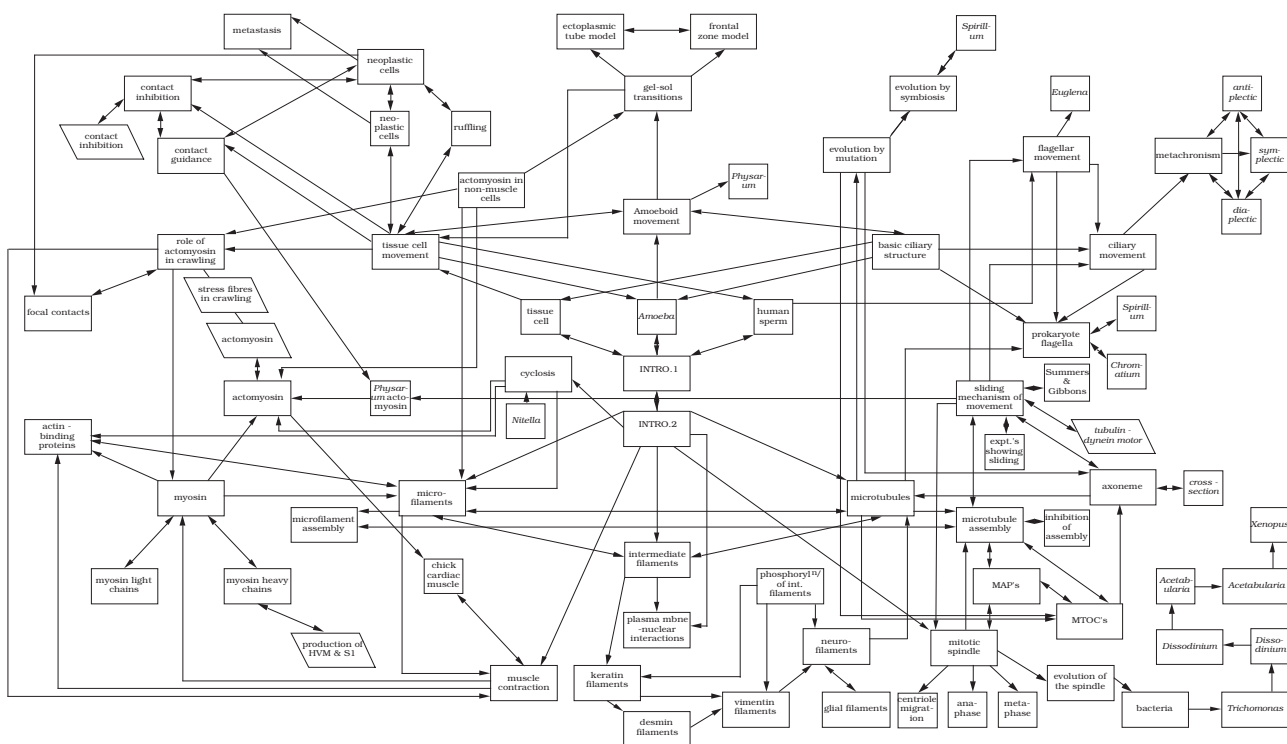 metastasis
ectoplasmic
tube model
frontal
zone model
Spirill-
um
neoplastic
cells
contact
inhibition
gel-sol
transitions
evolution by
symbiosis
Euglena
anti-
plectic
contact
inhibition
neo-
plastic
cells
ruffling
contact
guidance
evolution by
mutation
flagellar
movement
metachronism
sym-
plectic
actomyosin in
non-muscle
cells
Physar-
um
Amoeboid
movement
dia-
plectic
role of
actomyosin
in crawling
tissue cell
movement
basic ciliary
structure
ciliary
movement
stress fibres
in crawling
focal contacts
tissue
cell
Amoeba
human
sperm
Spirill-
um
actomyosin
prokaryote
flagella
cyclosis
INTRO.1
Chrom-
atium
Summers
&
Gibbons
actomyosin
Physar-
um acto-
myosin
sliding
mechanism
of movement
Nitella
INTRO.2
tubulin -
dynein motor
actin -
binding
proteins
expt.'s
showing
sliding
myosin
micro-
filaments
microtubules
axoneme
cross -
section
microfilament
assembly
microtubule
assembly
inhibition
of
assembly
Xenopus
intermediate
filaments
myosin light
chains
myosin heavy
chains
chick
cardiac
muscle
phosphoryln/
of int.
filaments
MAP's
Acetab-
ularia
Acetabularia
plasma mbne
-nuclear
interactions
MTOC's
production of
HVM & S1
neuro-
filaments
mitotic
spindle
Dissodinium
Disso-
dinium
muscle
contraction
keratin
filaments
evolution of
the spindle
vimentin
filaments
glial filaments
centriole
migrat-
ion
ana-
phase
meta-
phase
bacteria
Trichomonas
desmin
filaments